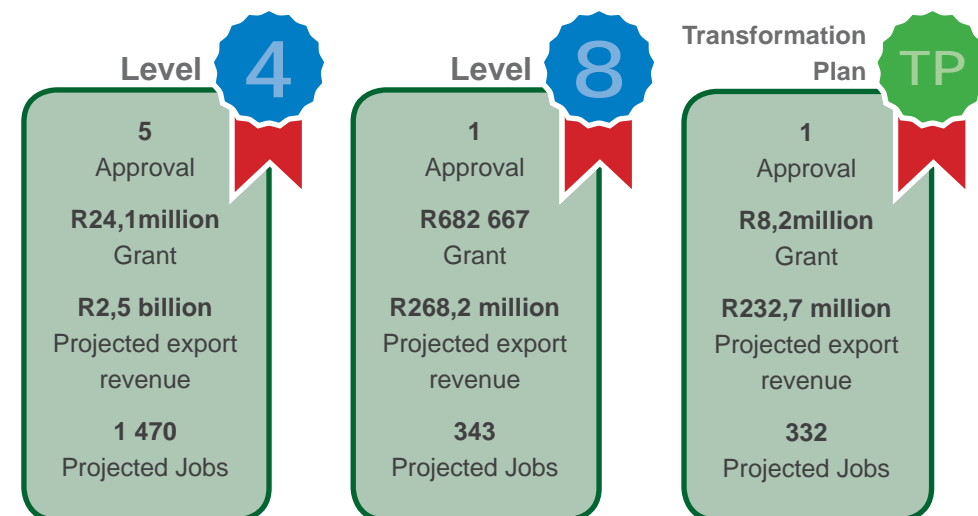 Level 4
5
Approval
R24,1million
Grant
R2,5 billion
Projected export
revenue
1 470
Projected Jobs
Level 8
1
Approval
R682 667
Grant
R268,2 million
Projected export
revenue
343
Projected Jobs
Transformation
Plan TP
1
Approval
R8,2million
Grant
R232,7 million
Projected export
revenue
332
Projected Jobs